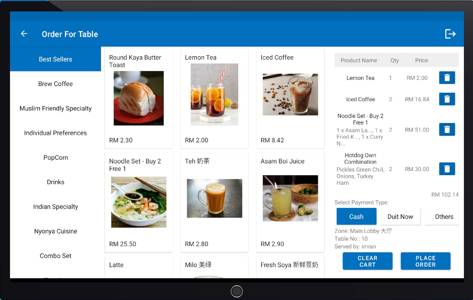 Order For Table
Best Sellers
Brew Coffee
Muslim Friendly Specialty
Individual Preferences
PopCorn
Drinks
Indian Specialty
Nyonya Cuisine
Combo Set
Round Kaya Butter
Toast
RM 2.30
Lemon Tea
RM 2.00
Iced Coffee
RM 8.42
Noodle Set - Buy 2
Free 1
RM 25.50
Teh 奶茶
RM 2.80
Asam Boi Juice
RM 2.90
Latte
Milo 美禄
Fresh Soya 新鲜豆奶
Product Name Qty Price
Lemon Tea 1 RM 2.00
Iced Coffee 2 RM 16.84
Noodle Set - Buy 2
Free 1
1 x Asam La..., 1 x Curry
N...
2 RM 51.00
Hotdog Own
Combination
Pickles Green Chili,
Onions, Turkey
Ham
2 RM 30.00
RM 102.14
Select Payment Type:
Cash Duit Now Others
Zone: Main Lobby 大厅
Table No.: 10
Served by: Irwan
CLEAR
CART
PLACE
ORDER